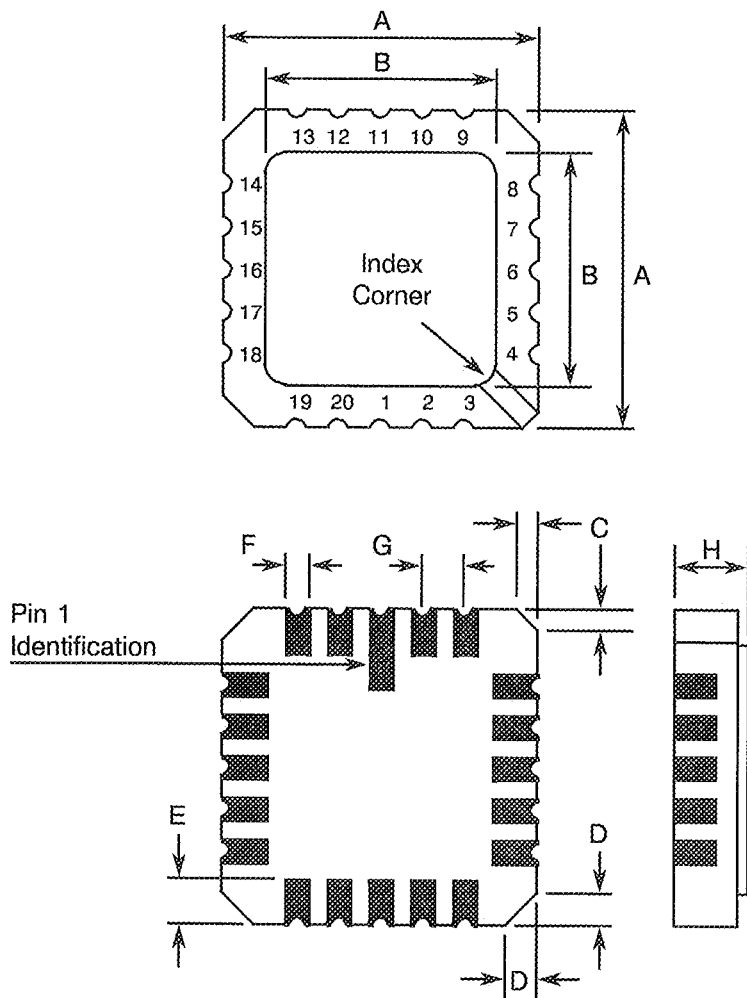 A
B
13 12 11 10 9
14 8
15 7
16 6
17 5
18 4
Index
Corner
B A
19 20 1 2 3
C
F G H
Pin 1
Identification
E D
D